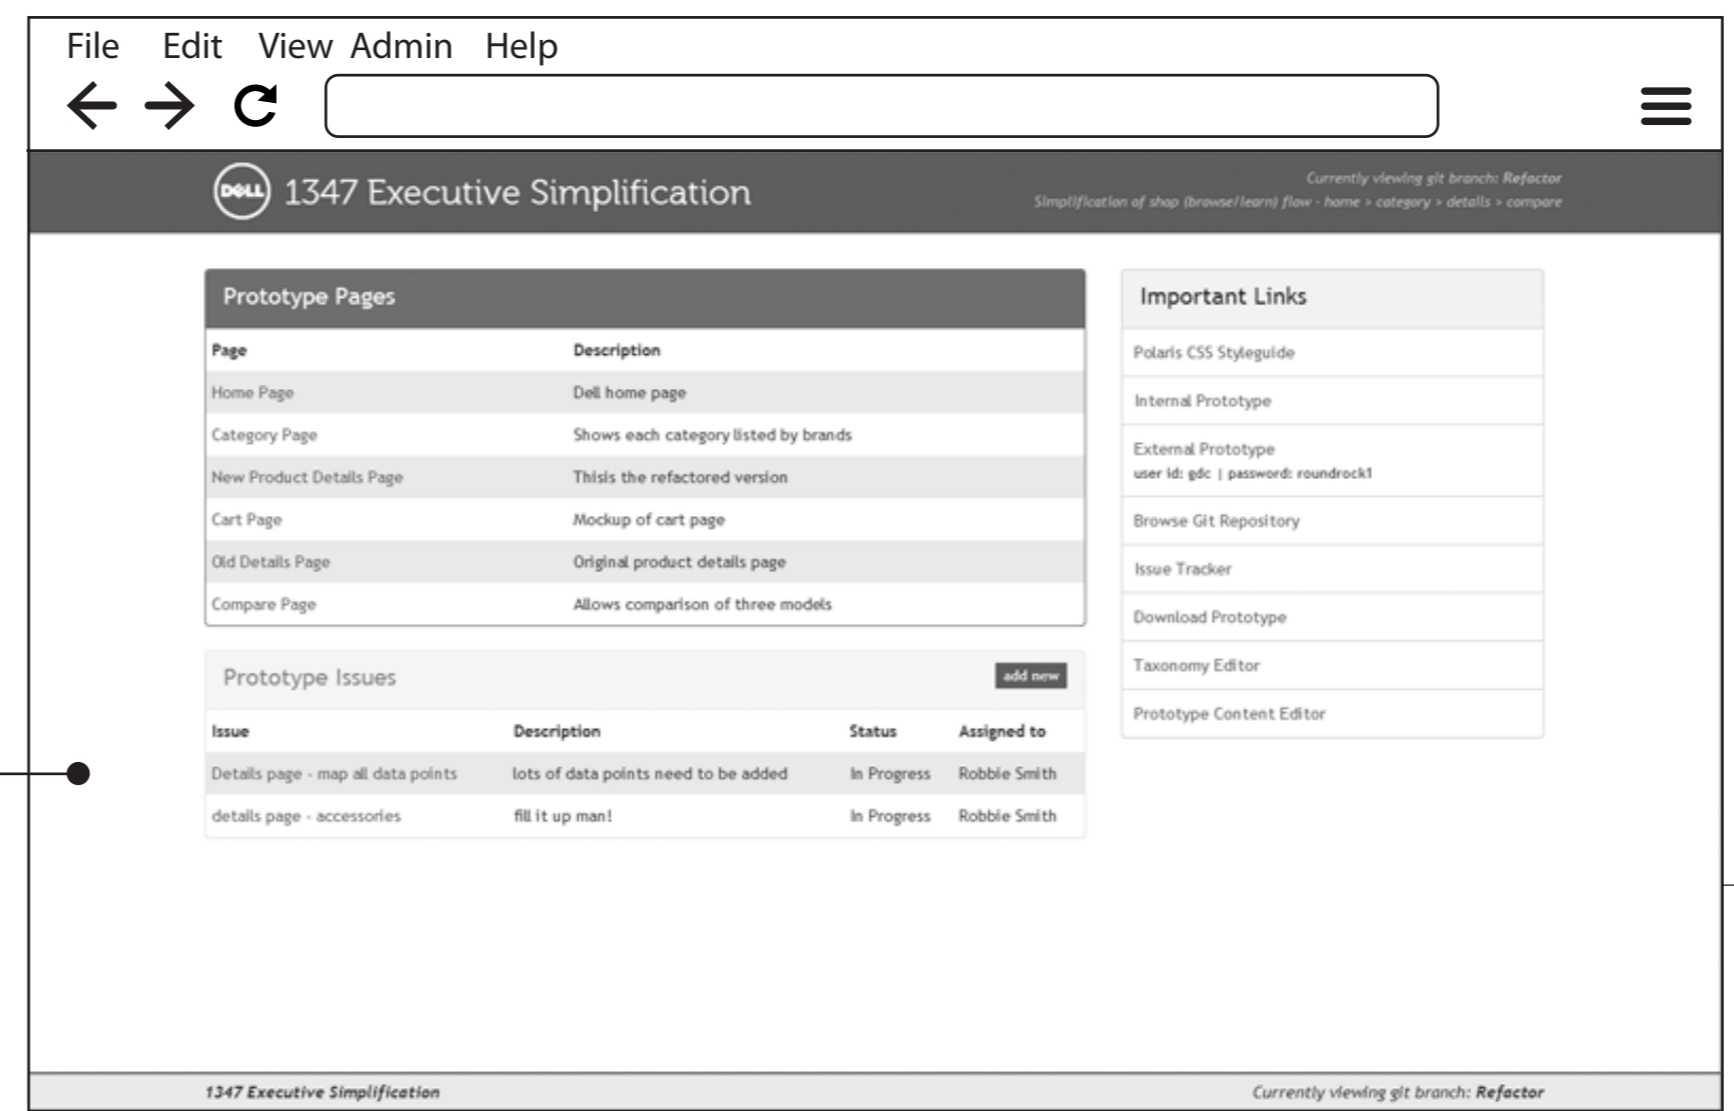 File Edit View Admin Help
DELL 1347 Executive Simplification
Currently viewing git branch: Refactor
Simplification of shop (browse/learn) flow - home > category > details > compare
Prototype Pages
Page Description
Home Page Dell home page
Category Page Shows each category listed by brands
New Product Details Page Thisis the refactored version
Cart Page Mockup of cart page
Old Details Page Original product details page
Compare Page Allows comparison of three models
Prototype Issues add new
Issue Description Status Assigned to
Details page - map all data points lots of data points need to be added In Progress Robbie Smith
details page - accessories fill it up man! In Progress Robbie Smith
Important Links
Polaris CSS Styleguide
Internal Prototype
External Prototype
user id: gdc | password: roundrock1
Browse Git Repository
Issue Tracker
Download Prototype
Taxonomy Editor
Prototype Content Editor
1347 Executive Simplification Currently viewing git branch: Refactor